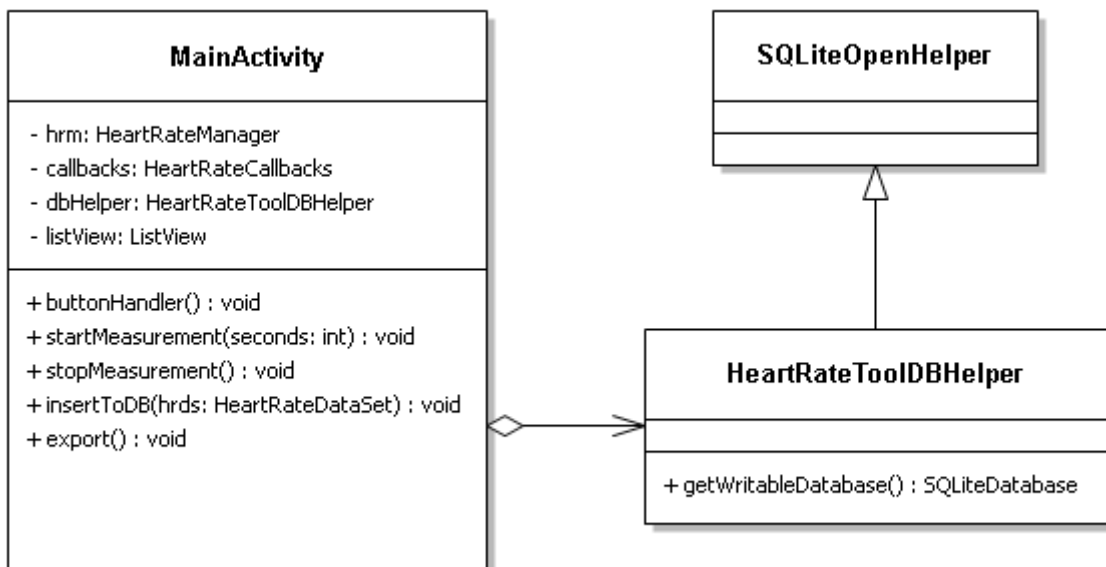 MainActivity
- hrm: HeartRateManager
- callbacks: HeartRateCallbacks
- dbHelper: HeartRateToolDBHelper
- listView: ListView
+ buttonHandler() : void
+ startMeasurement(seconds: int) : void
+ stopMeasurement() : void
+ insertToDB(hrds: HeartRateDataSet) : void
+ export() : void
SQLiteOpenHelper
HeartRateToolDBHelper
+ getWritableDatabase() : SQLiteDatabase